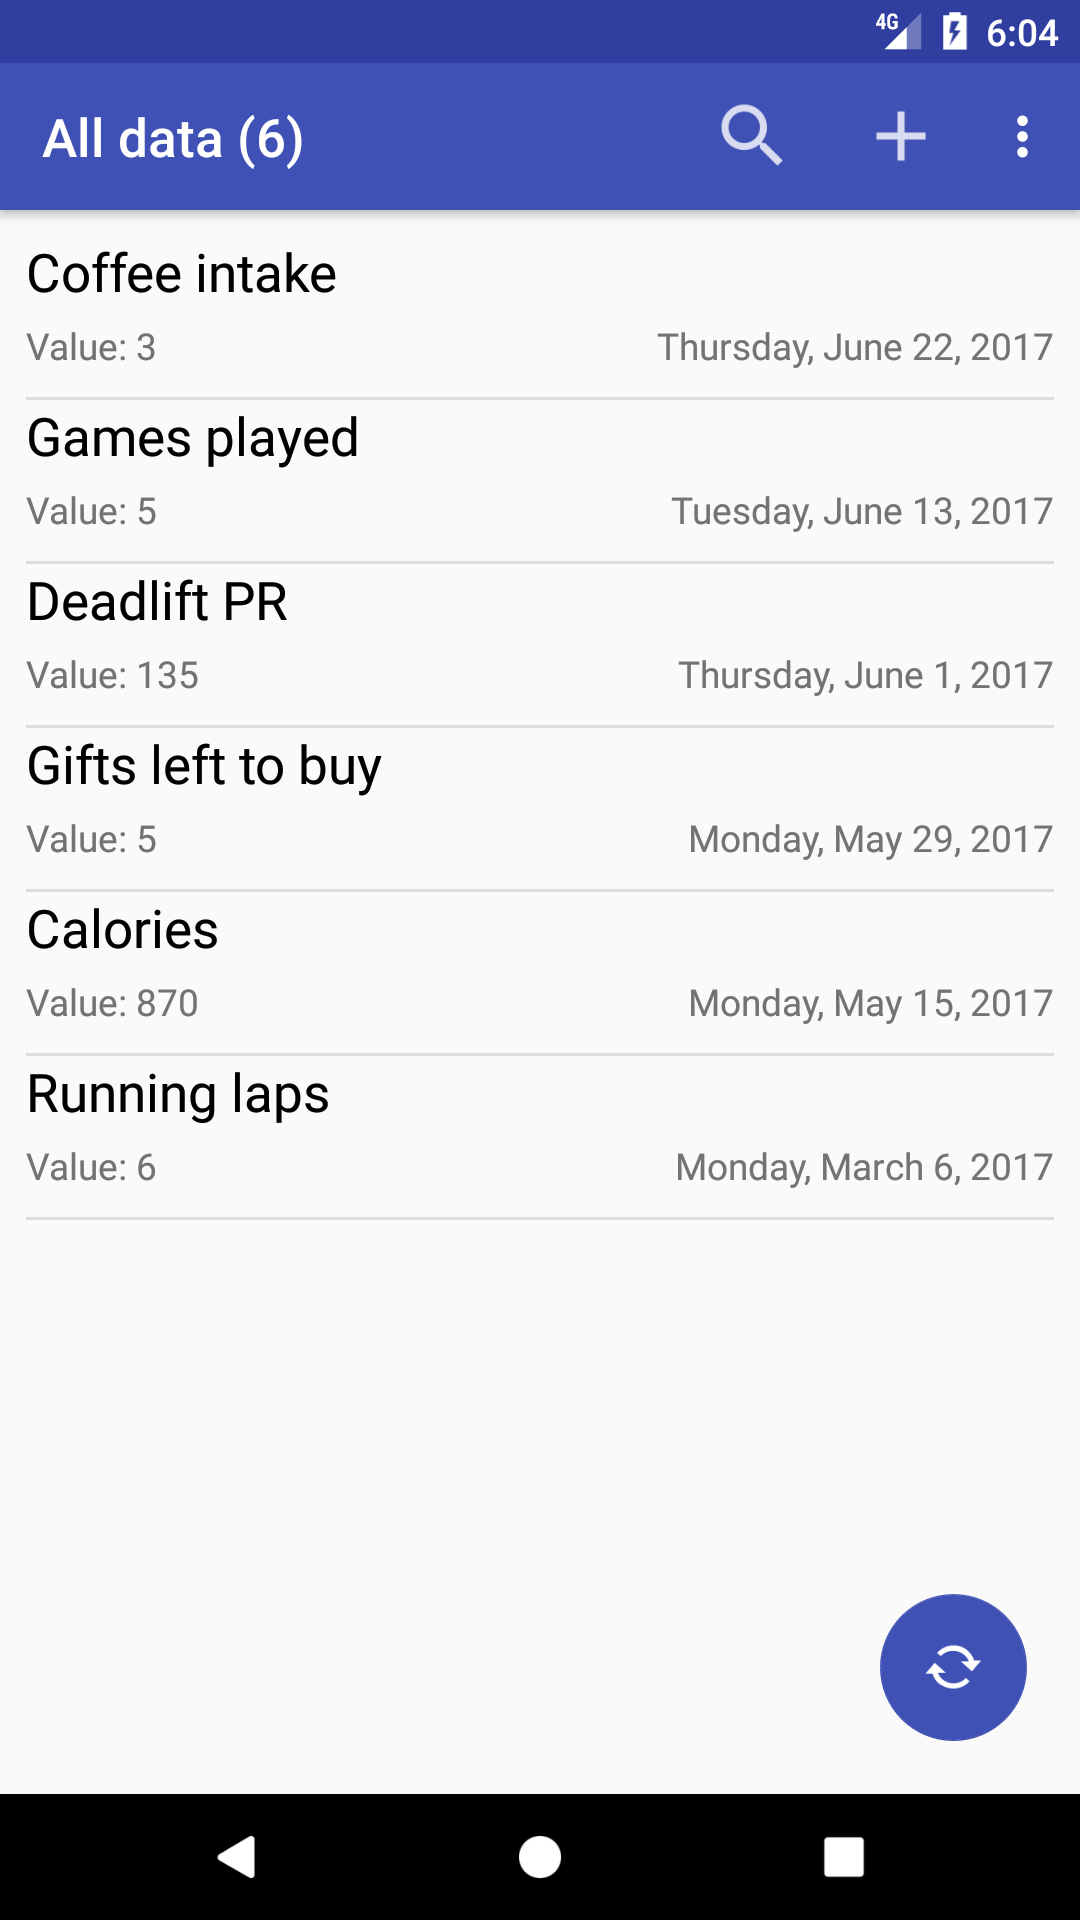 4G 6:04
All data (6)
Coffee intake
Value: 3 Thursday, June 22, 2017
Games played
Value: 5 Tuesday, June 13, 2017
Deadlift PR
Value: 135 Thursday, June 1, 2017
Gifts left to buy
Value: 5 Monday, May 29, 2017
Calories
Value: 870 Monday, May 15, 2017
Running laps
Value: 6 Monday, March 6, 2017